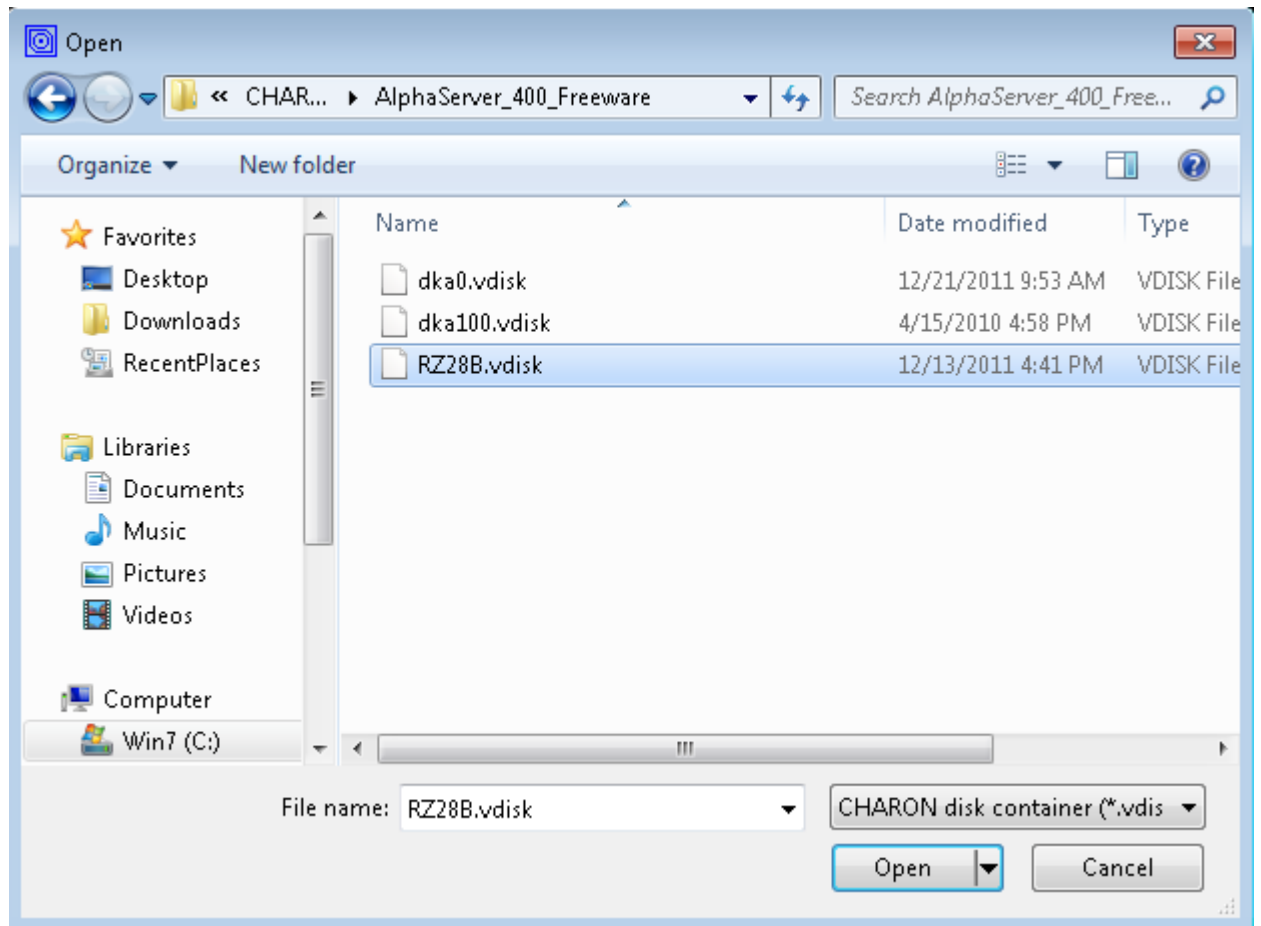 Open
« CHAR... AlphaServer_400_Freeware Search AlphaServer_400_Free...
Organize New folder
Name Date modified Type
Favorites
Desktop
Downloads
RecentPlaces
Libraries
Documents
Music
Pictures
Videos
Computer
Win7 (C:)
dka0.vdisk 12/21/2011 9:53 AM VDISK File
dka100.vdisk 4/15/2010 4:58 PM VDISK File
RZ28B.vdisk 12/13/2011 4:41 PM VDISK File
File name: RZ28B.vdisk CHARON disk container (*.vdis
Open Cancel